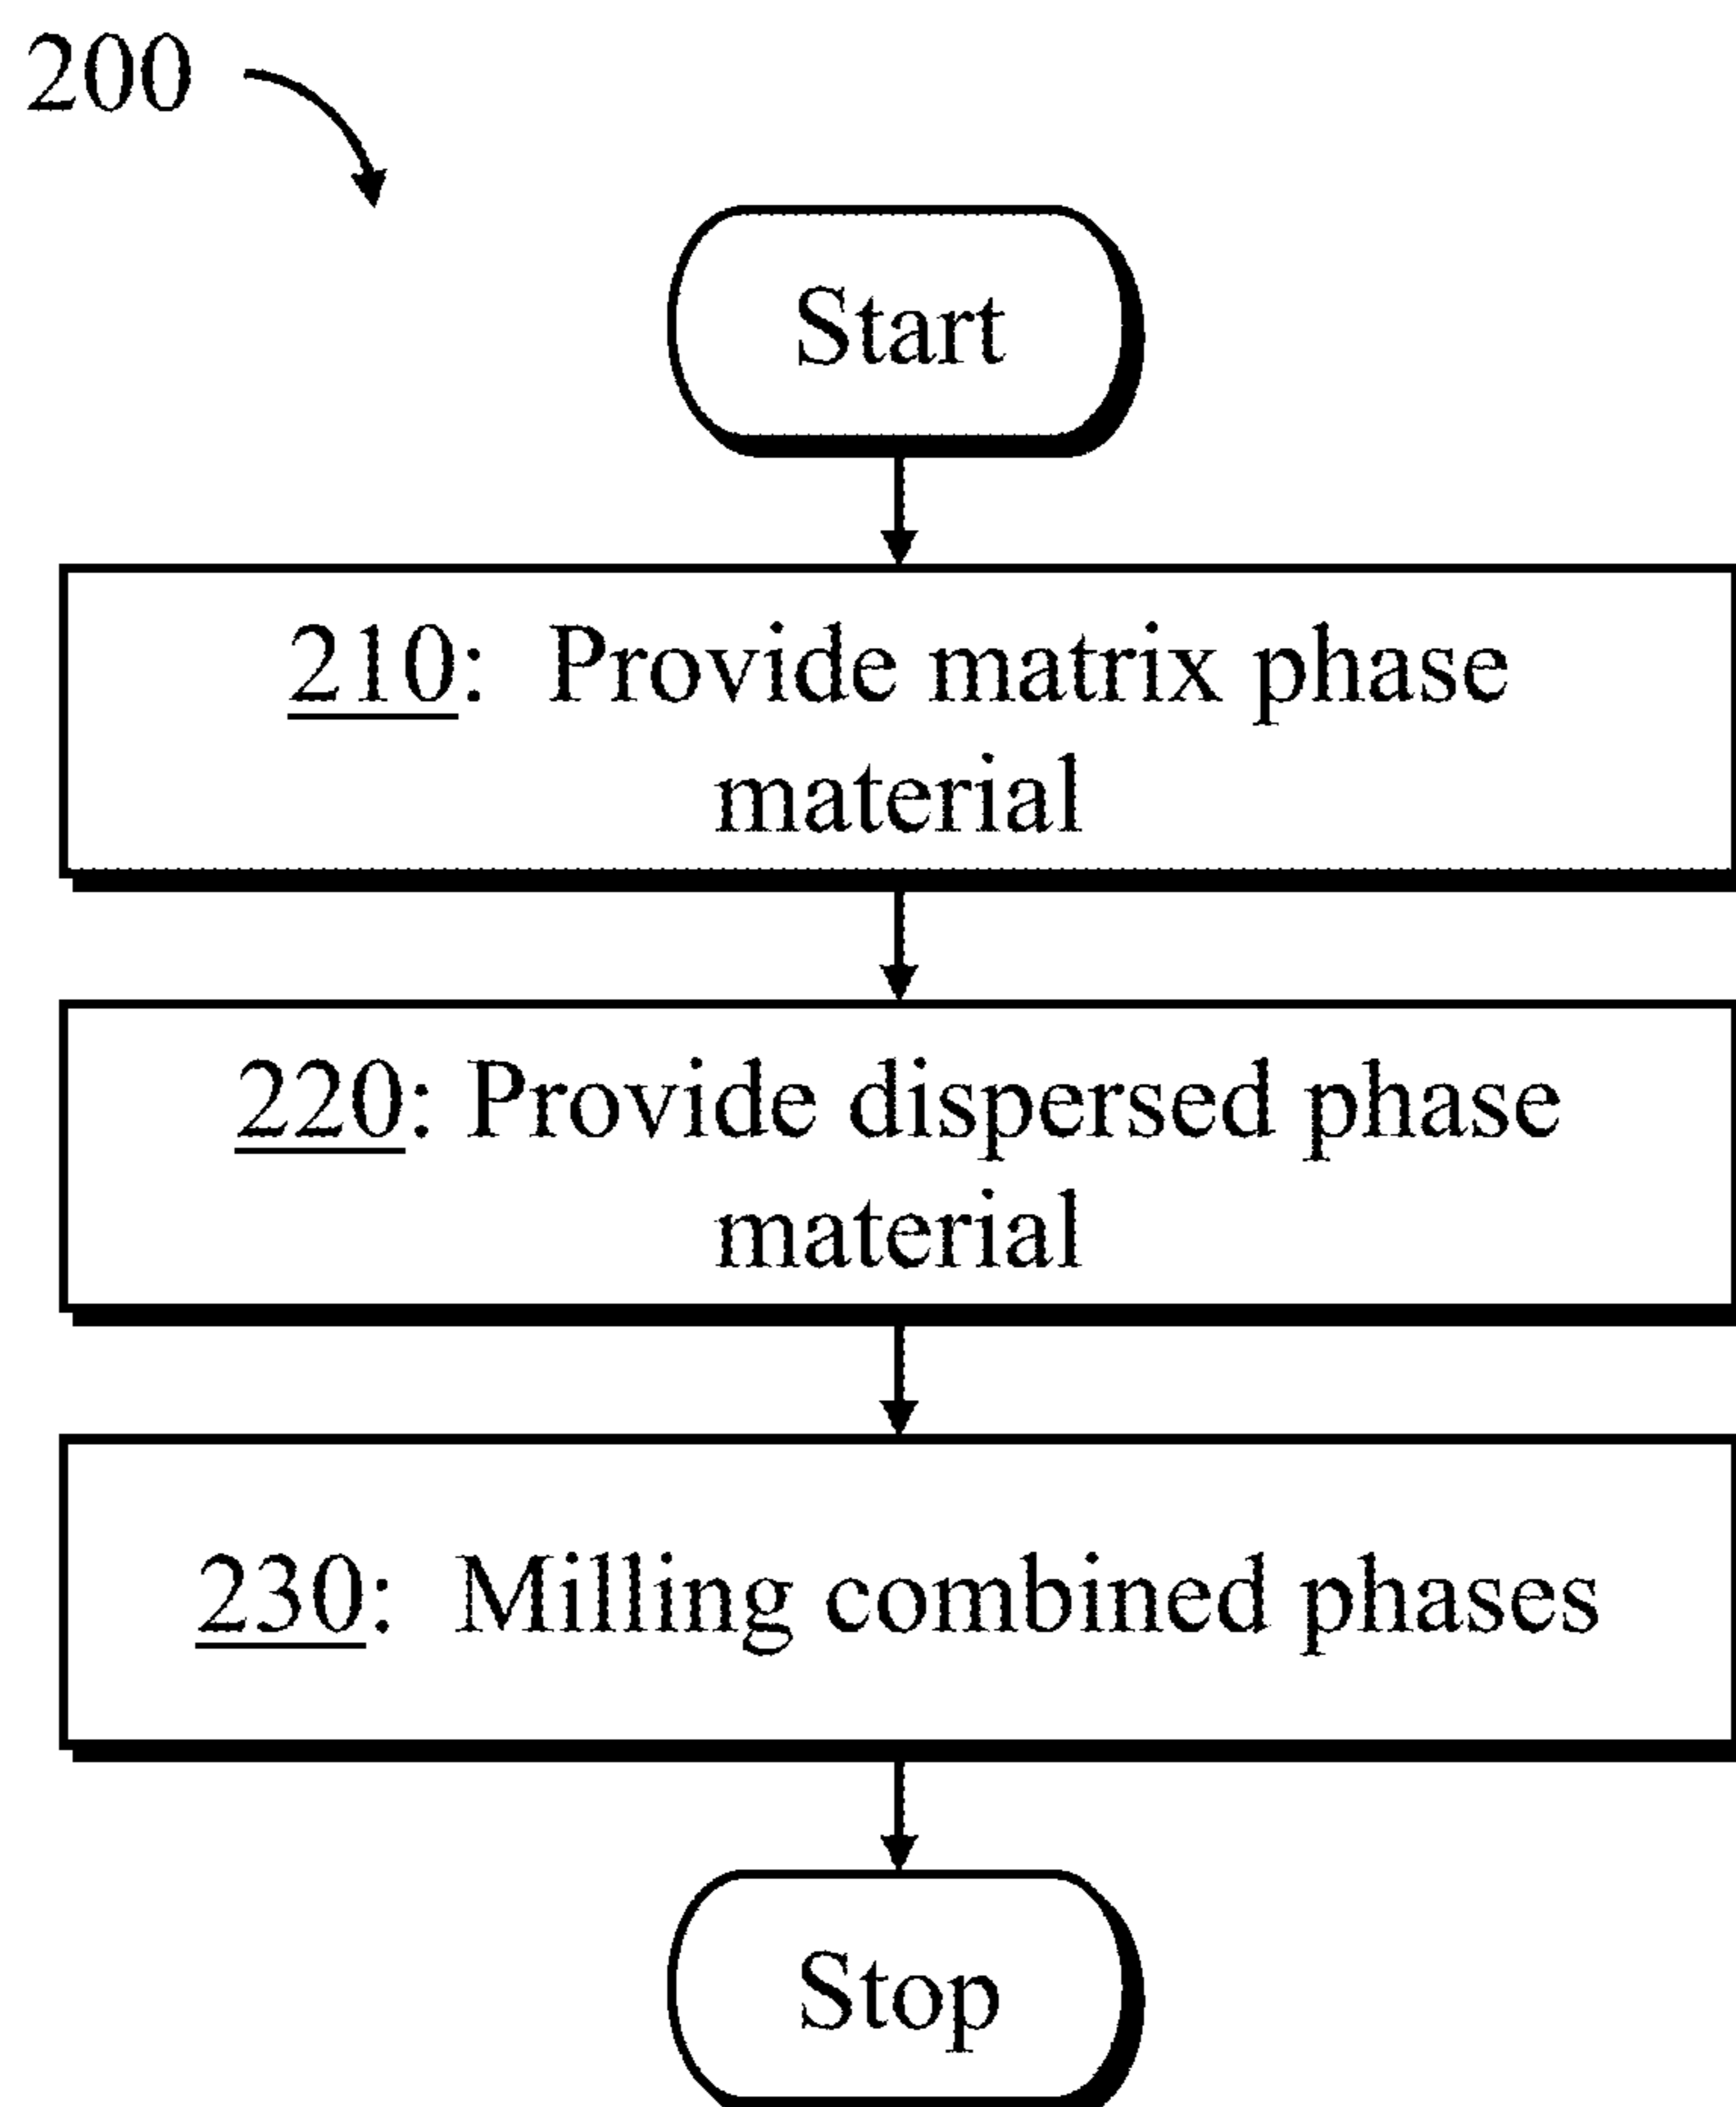 200
Start
210: Provide matrix phase
material
220: Provide dispersed phase
material
230: Milling combined phases
Stop